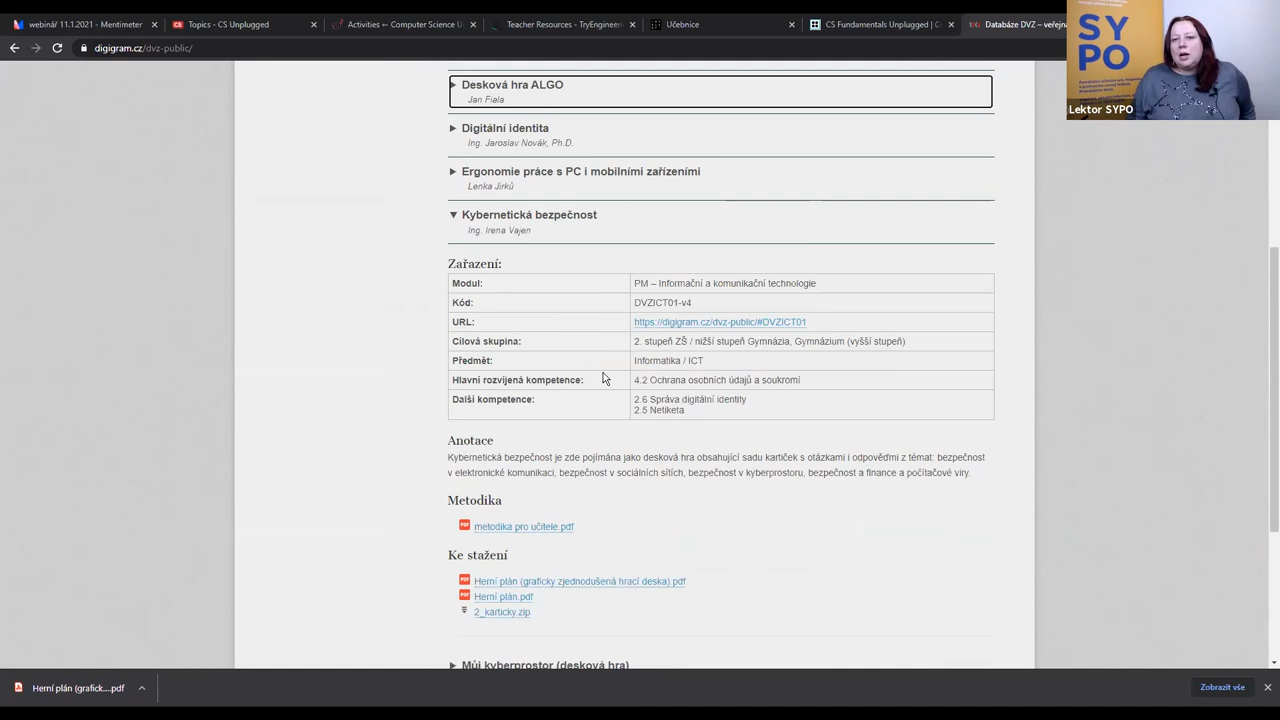 webinář 11.1.2021 - Mentimeter
Topics - CS Unplugged
Activities ← Computer Science U
Teacher Resources - TryEngineer
Učebnice
CS Fundamentals Unplugged | C
Databáze DVZ – veřejn
digigram.cz/dvz-public/
SY
PO
Lektor SYPO
Desková hra ALGO
Jan Fiala
Digitální identita
Ing. Jaroslav Novák, Ph.D.
Ergonomie práce s PC i mobilními zařízeními
Lenka Jirků
Kybernetická bezpečnost
Ing. Irena Vajen
Zařazení:
Modul: PM – Informační a komunikační technologie
Kód: DVZICT01-v4
URL: https://digigram.cz/dvz-public/#DVZICT01
Cílová skupina: 2. stupeň ZŠ / nižší stupeň Gymnázia, Gymnázium (vyšší stupeň)
Předmět: Informatika / ICT
Hlavní rozvíjená kompetence: 4.2 Ochrana osobních údajů a soukromí
Další kompetence: 2.6 Správa digitální identity
2.5 Netiketa
Anotace
Kybernetická bezpečnost je zde pojímána jako desková hra obsahující sadu kartiček s otázkami i odpověďmi z témat: bezpečnost
v elektronické komunikaci, bezpečnost v sociálních sítích, bezpečnost v kyberprostoru, bezpečnost a finance a počítačové viry.
Metodika
metodika pro učitele.pdf
Ke stažení
Herní plán (graficky zjednodušená hrací deska).pdf
Herní plán.pdf
2_karticky.zip
Můj kyberprostor (desková hra)
Herní plán (grafick....pdf
Zobrazit vše